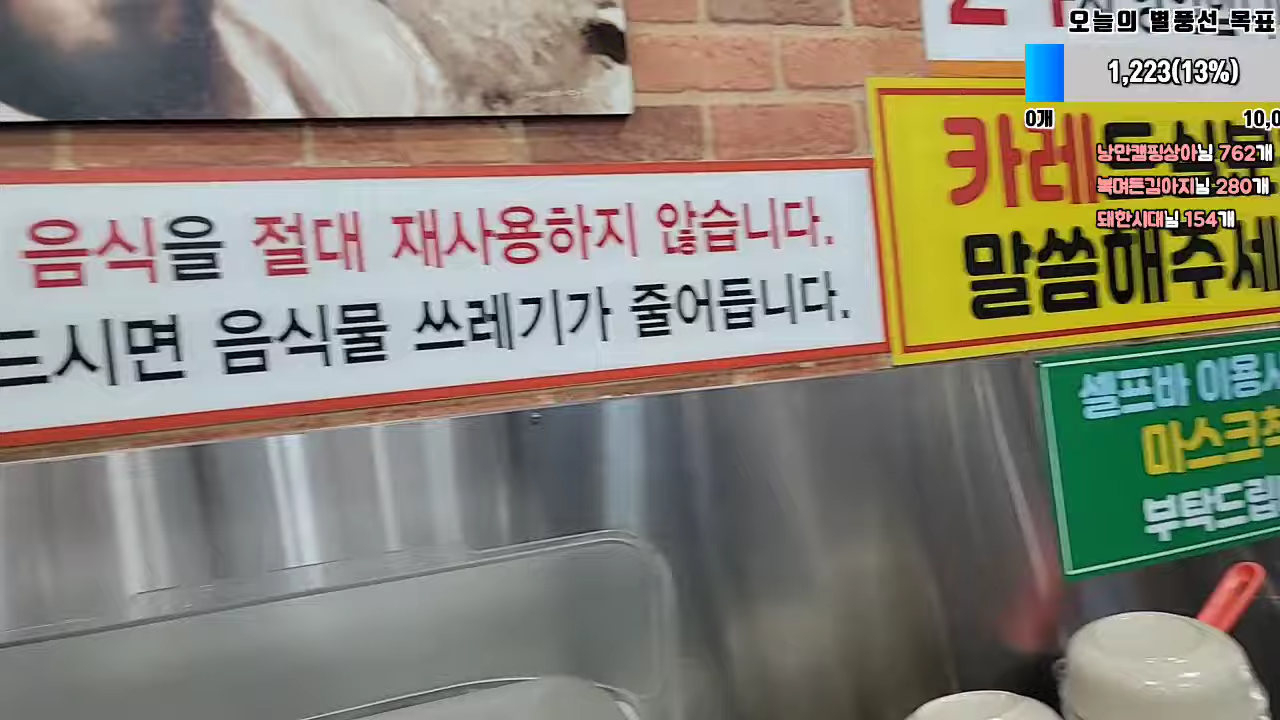 오늘의 별풍선 목표
1,223(13%)
0개
낭만캠핑상아님 762개
북며든김아지님 280개
돼한시대님 154개
음식을 절대 재사용하지 않습니다.
드시면 음식물 쓰레기가 줄어듭니다.
카레
말씀해주세
셀프바 이용시
마스크착
부탁드립